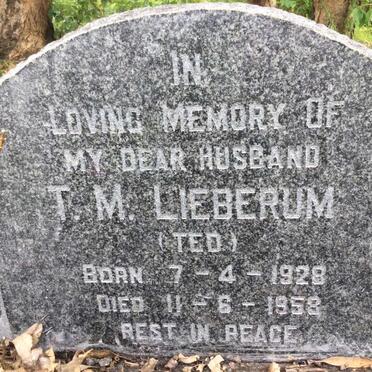 IN
LOVING MEMORY OF
MY DEAR HUSBAND
T. M. LIEBERUM
(TED.)
BORN 7 - 4 - 1928
DIED 11 - 6 - 1958
REST IN PEACE